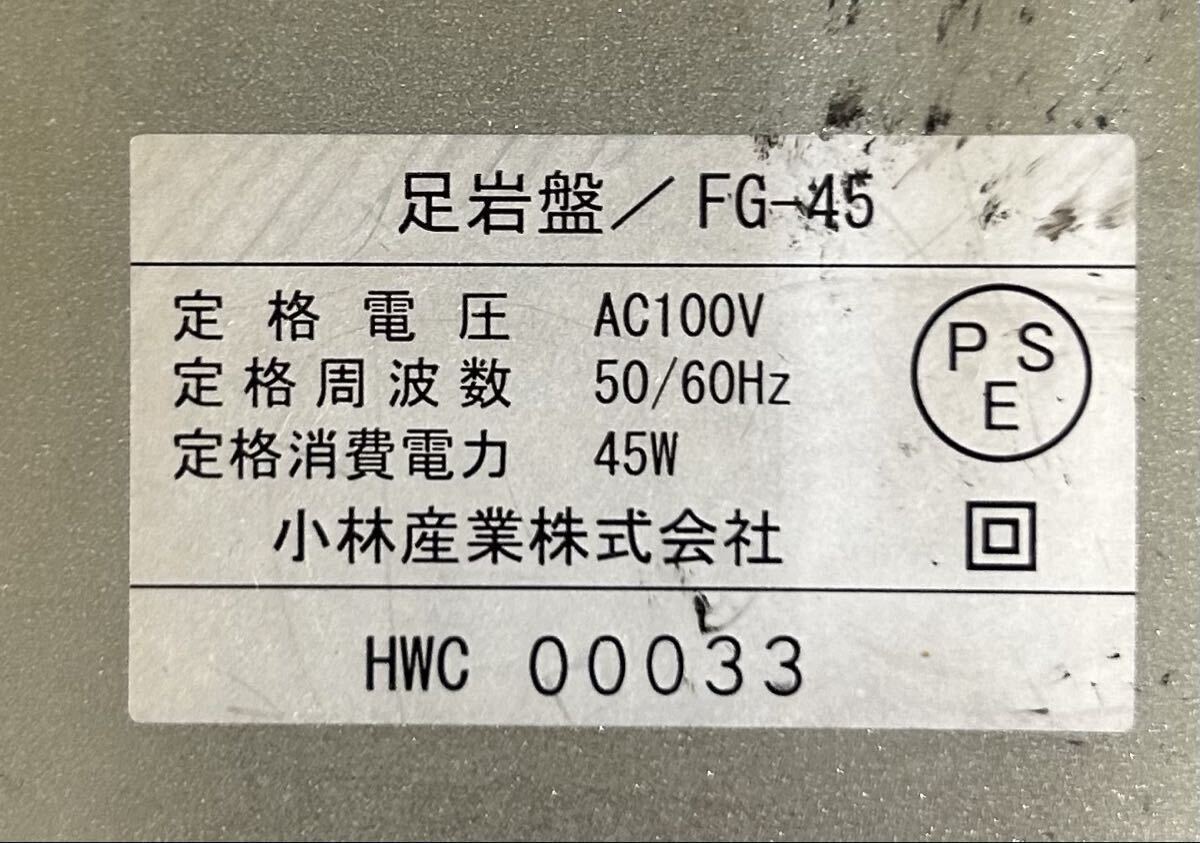 足岩盤／FG-45
定格電圧 AC100V
定格周波数 50/60Hz
定格消費電力 45W
PSE
小林産業株式会社
HWC 00033